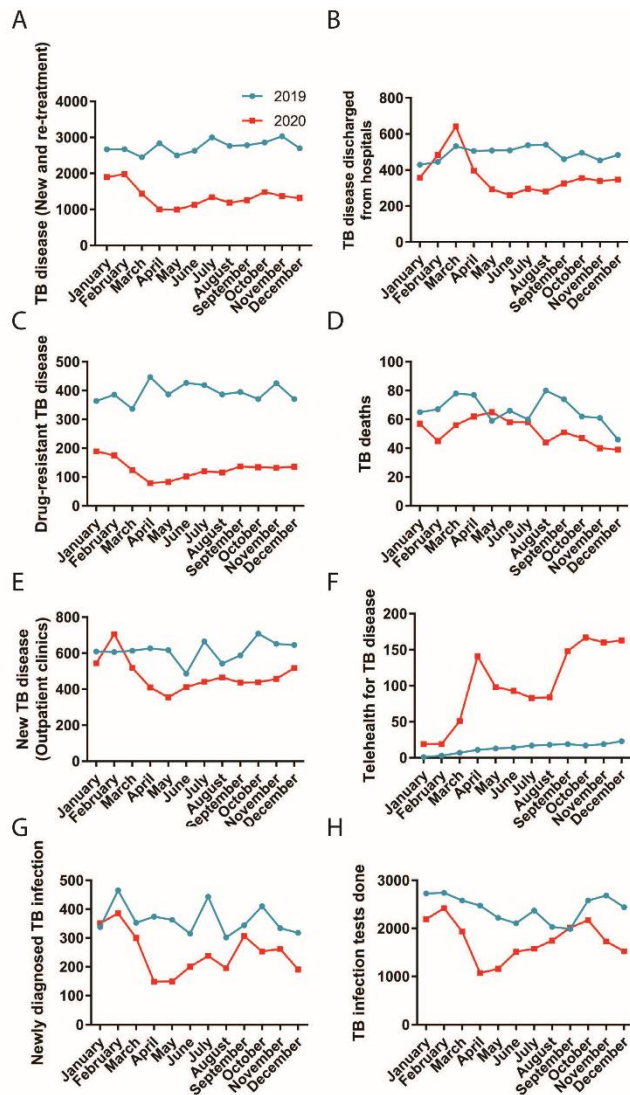 A
TB disease (New and re-treatment)
4000
3000
2000
1000
0
2019
2020
January
February
March
April
May
June
July
August
September
October
November
December
B
TB disease discharged
from hospitals
800
600
400
200
0
January
February
March
April
May
June
July
August
September
October
November
December
C
Drug-resistant TB disease
500
400
300
200
100
0
January
February
March
April
May
June
July
August
September
October
November
December
D
TB deaths
100
80
60
40
20
0
January
February
March
April
May
June
July
August
September
October
November
December
E
New TB disease
(Outpatient clinics)
800
600
400
200
0
January
February
March
April
May
June
July
August
September
October
November
December
F
Telehealth for TB disease
200
150
100
50
0
January
February
March
April
May
June
July
August
September
October
November
December
G
Newly diagnosed TB infection
500
400
300
200
100
0
January
February
March
April
May
June
July
August
September
October
November
December
H
TB infection tests done
3000
2000
1000
0
January
February
March
April
May
June
July
August
September
October
November
December